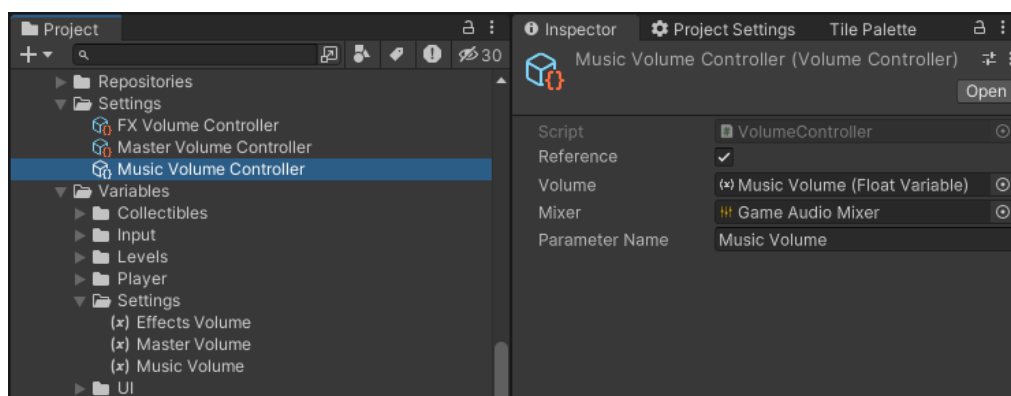 Project
30
Repositories
Settings
FX Volume Controller
Master Volume Controller
Music Volume Controller
Variables
Collectibles
Input
Levels
Player
Settings
(x) Effects Volume
(x) Master Volume
(x) Music Volume
UI
Inspector Project Settings Tile Palette
Music Volume Controller (Volume Controller)
Open
Script VolumeController
Reference
Volume (x) Music Volume (Float Variable)
Mixer Game Audio Mixer
Parameter Name Music Volume